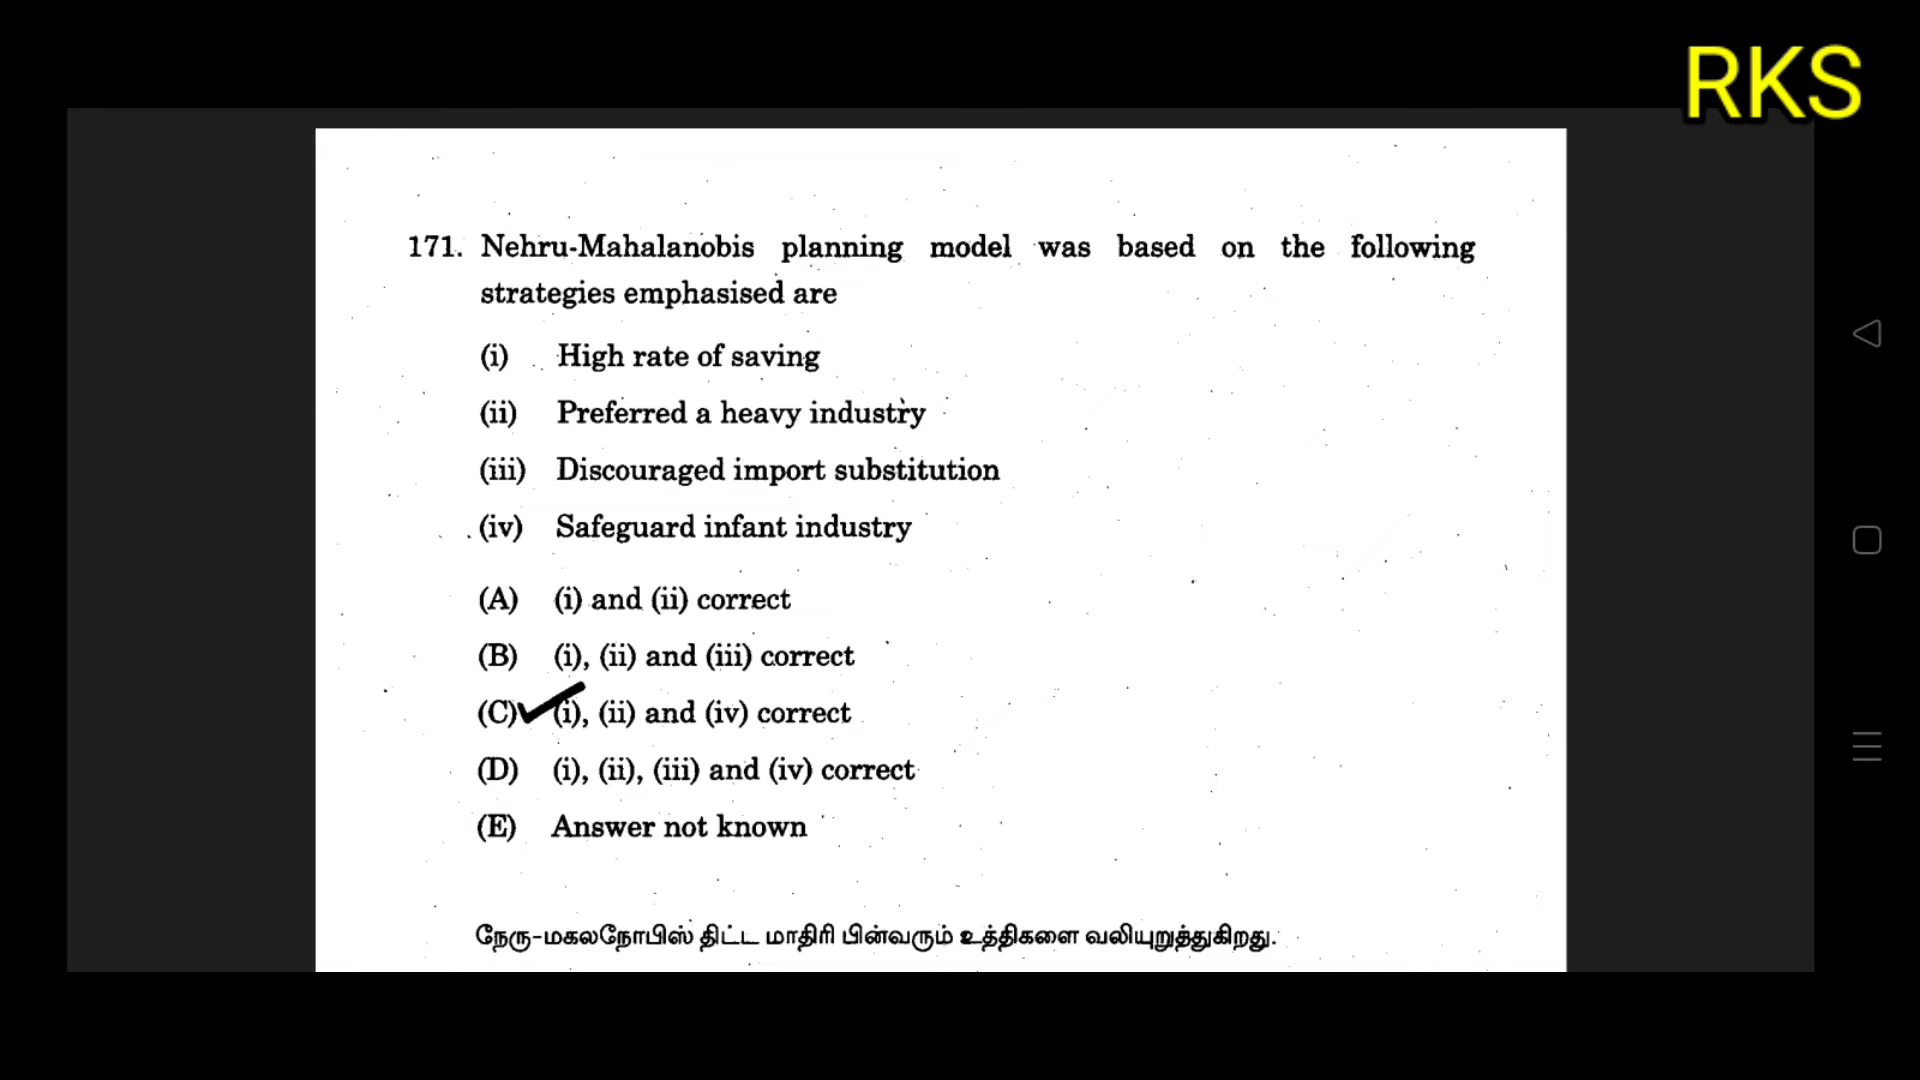 RKS
171. Nehru-Mahalanobis planning model was based on the following
strategies emphasised are
(i) High rate of saving
(ii) Preferred a heavy industry
(iii) Discouraged import substitution
(iv) Safeguard infant industry
(A) (i) and (ii) correct
(B) (i), (ii) and (iii) correct
(C) (i), (ii) and (iv) correct
(D) (i), (ii), (iii) and (iv) correct
(E) Answer not known
நேரு-மகலநோபிஸ் திட்ட மாதிரி பின்வரும் உத்திகளை வலியுறுத்துகிறது.